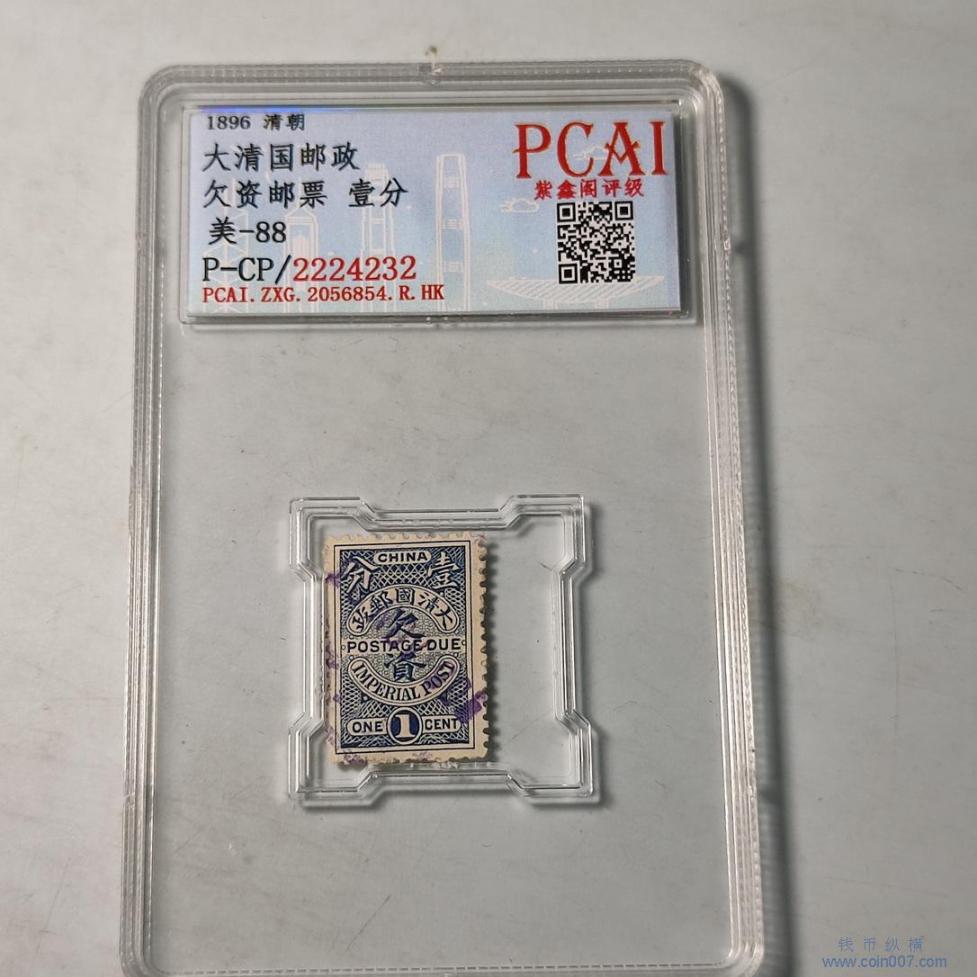 1896 清朝
大清国邮政
欠资邮票 壹分
美-88
P-CP/2224232
PCAI.ZXG.2056854.R.HK
PCAI
紫鑫阁评级
CHINA
分 壹
政郵國清大
欠
POSTAGE DUE
資
IMPERIAL POST
ONE 1 CENT
钱币纵横
www.coin007.com